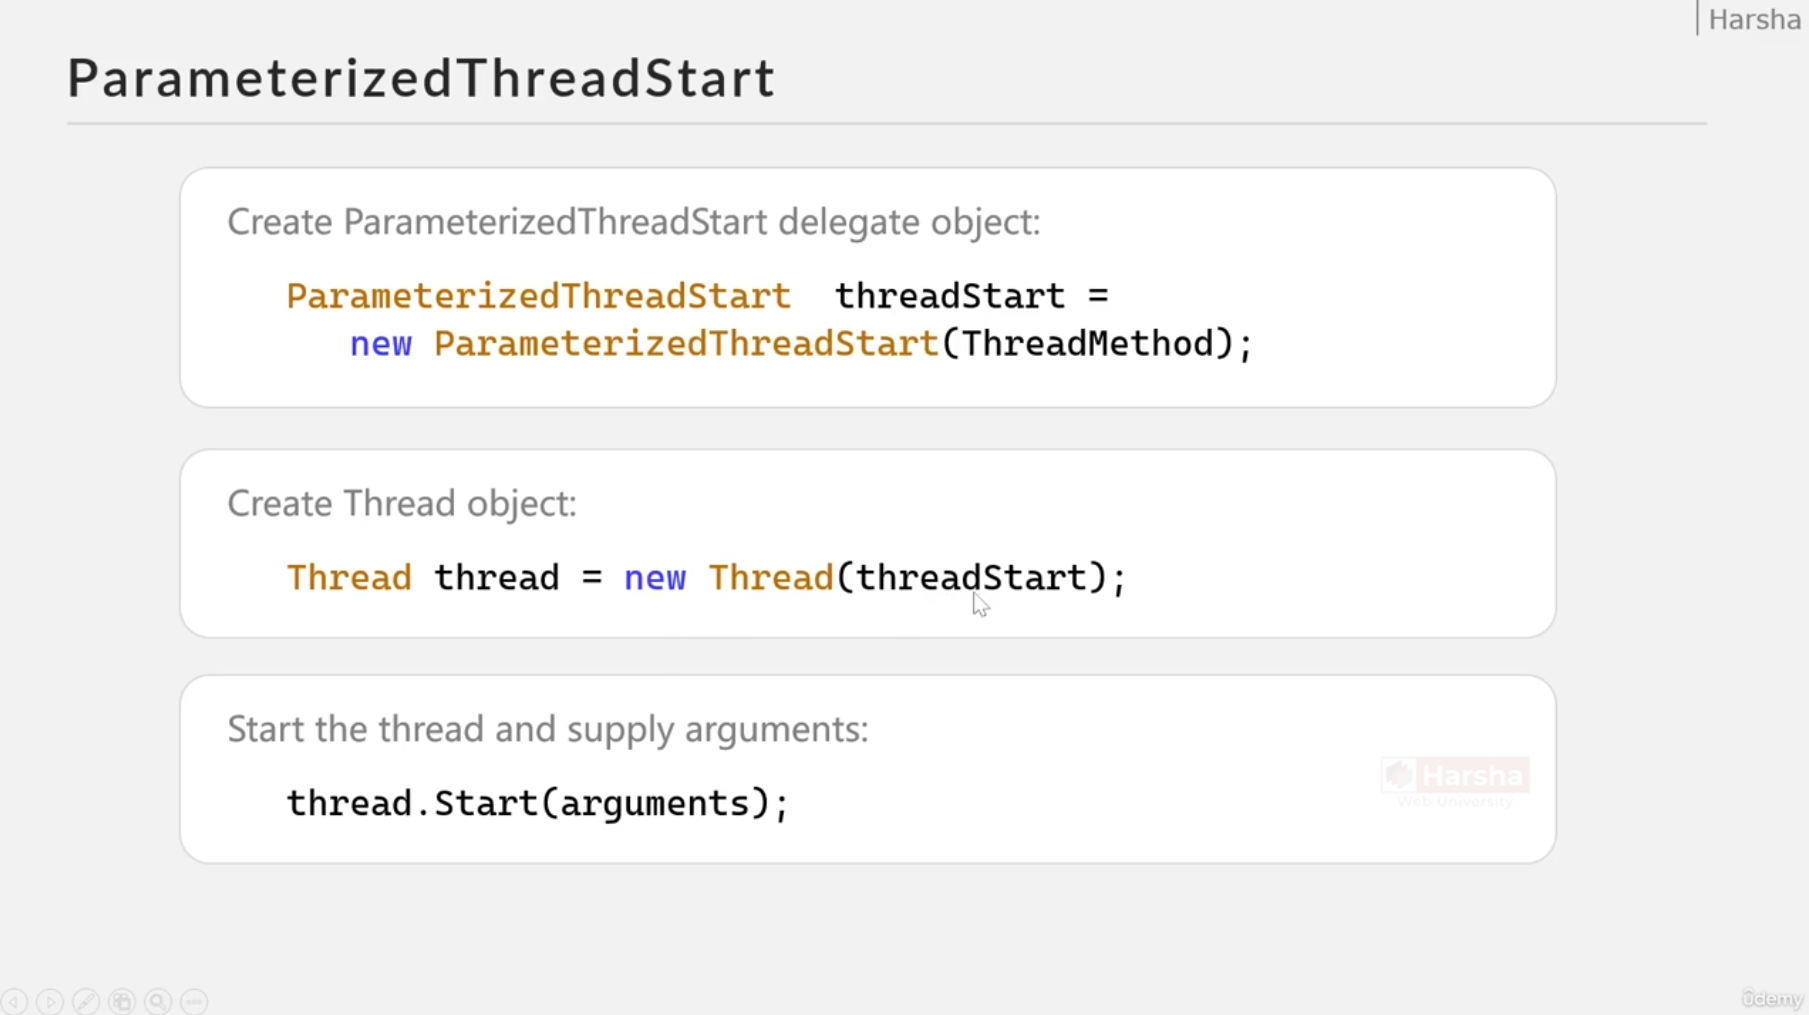 | Harsha
ParameterizedThreadStart
Create ParameterizedThreadStart delegate object:
ParameterizedThreadStart  threadStart =
new ParameterizedThreadStart(ThreadMethod);
Create Thread object:
Thread thread = new Thread(threadStart);
Start the thread and supply arguments:
thread.Start(arguments);
Harsha
Web University
ûdemy